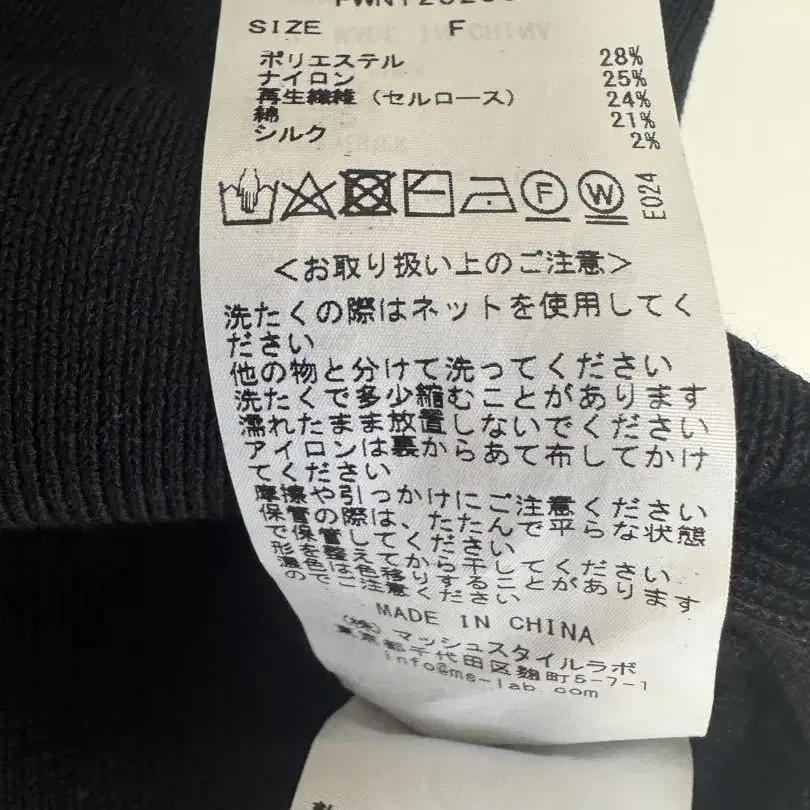 SIZE F
ポリエステル 28%
ナイロン 25%
再生繊維（セルロース） 24%
綿 21%
シルク 2%
F W E024
＜お取り扱い上のご注意＞
洗たくの際はネットを使用してく
ださい
他の物と分けて洗ってください
洗たくで多少縮むことがあります
濡れたまま放置しないでください
アイロンは裏からあて布してかけ
てください
摩擦や引っかけにご注意ください
保管の際は、たたんで平らな状態
で保管してください
形を整えてから干してください
濃色は色移りすることがあります
のでご注意ください
MADE IN CHINA
(株)マッシュスタイルラボ
東京都千代田区麹町5-7-1
info@ms-lab.com